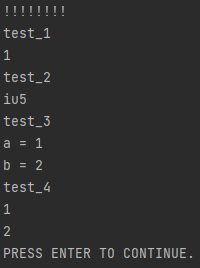 !!!!!!!!
test_1
1
test_2
iu5
test_3
a = 1
b = 2
test_4
1
2
PRESS ENTER TO CONTINUE.